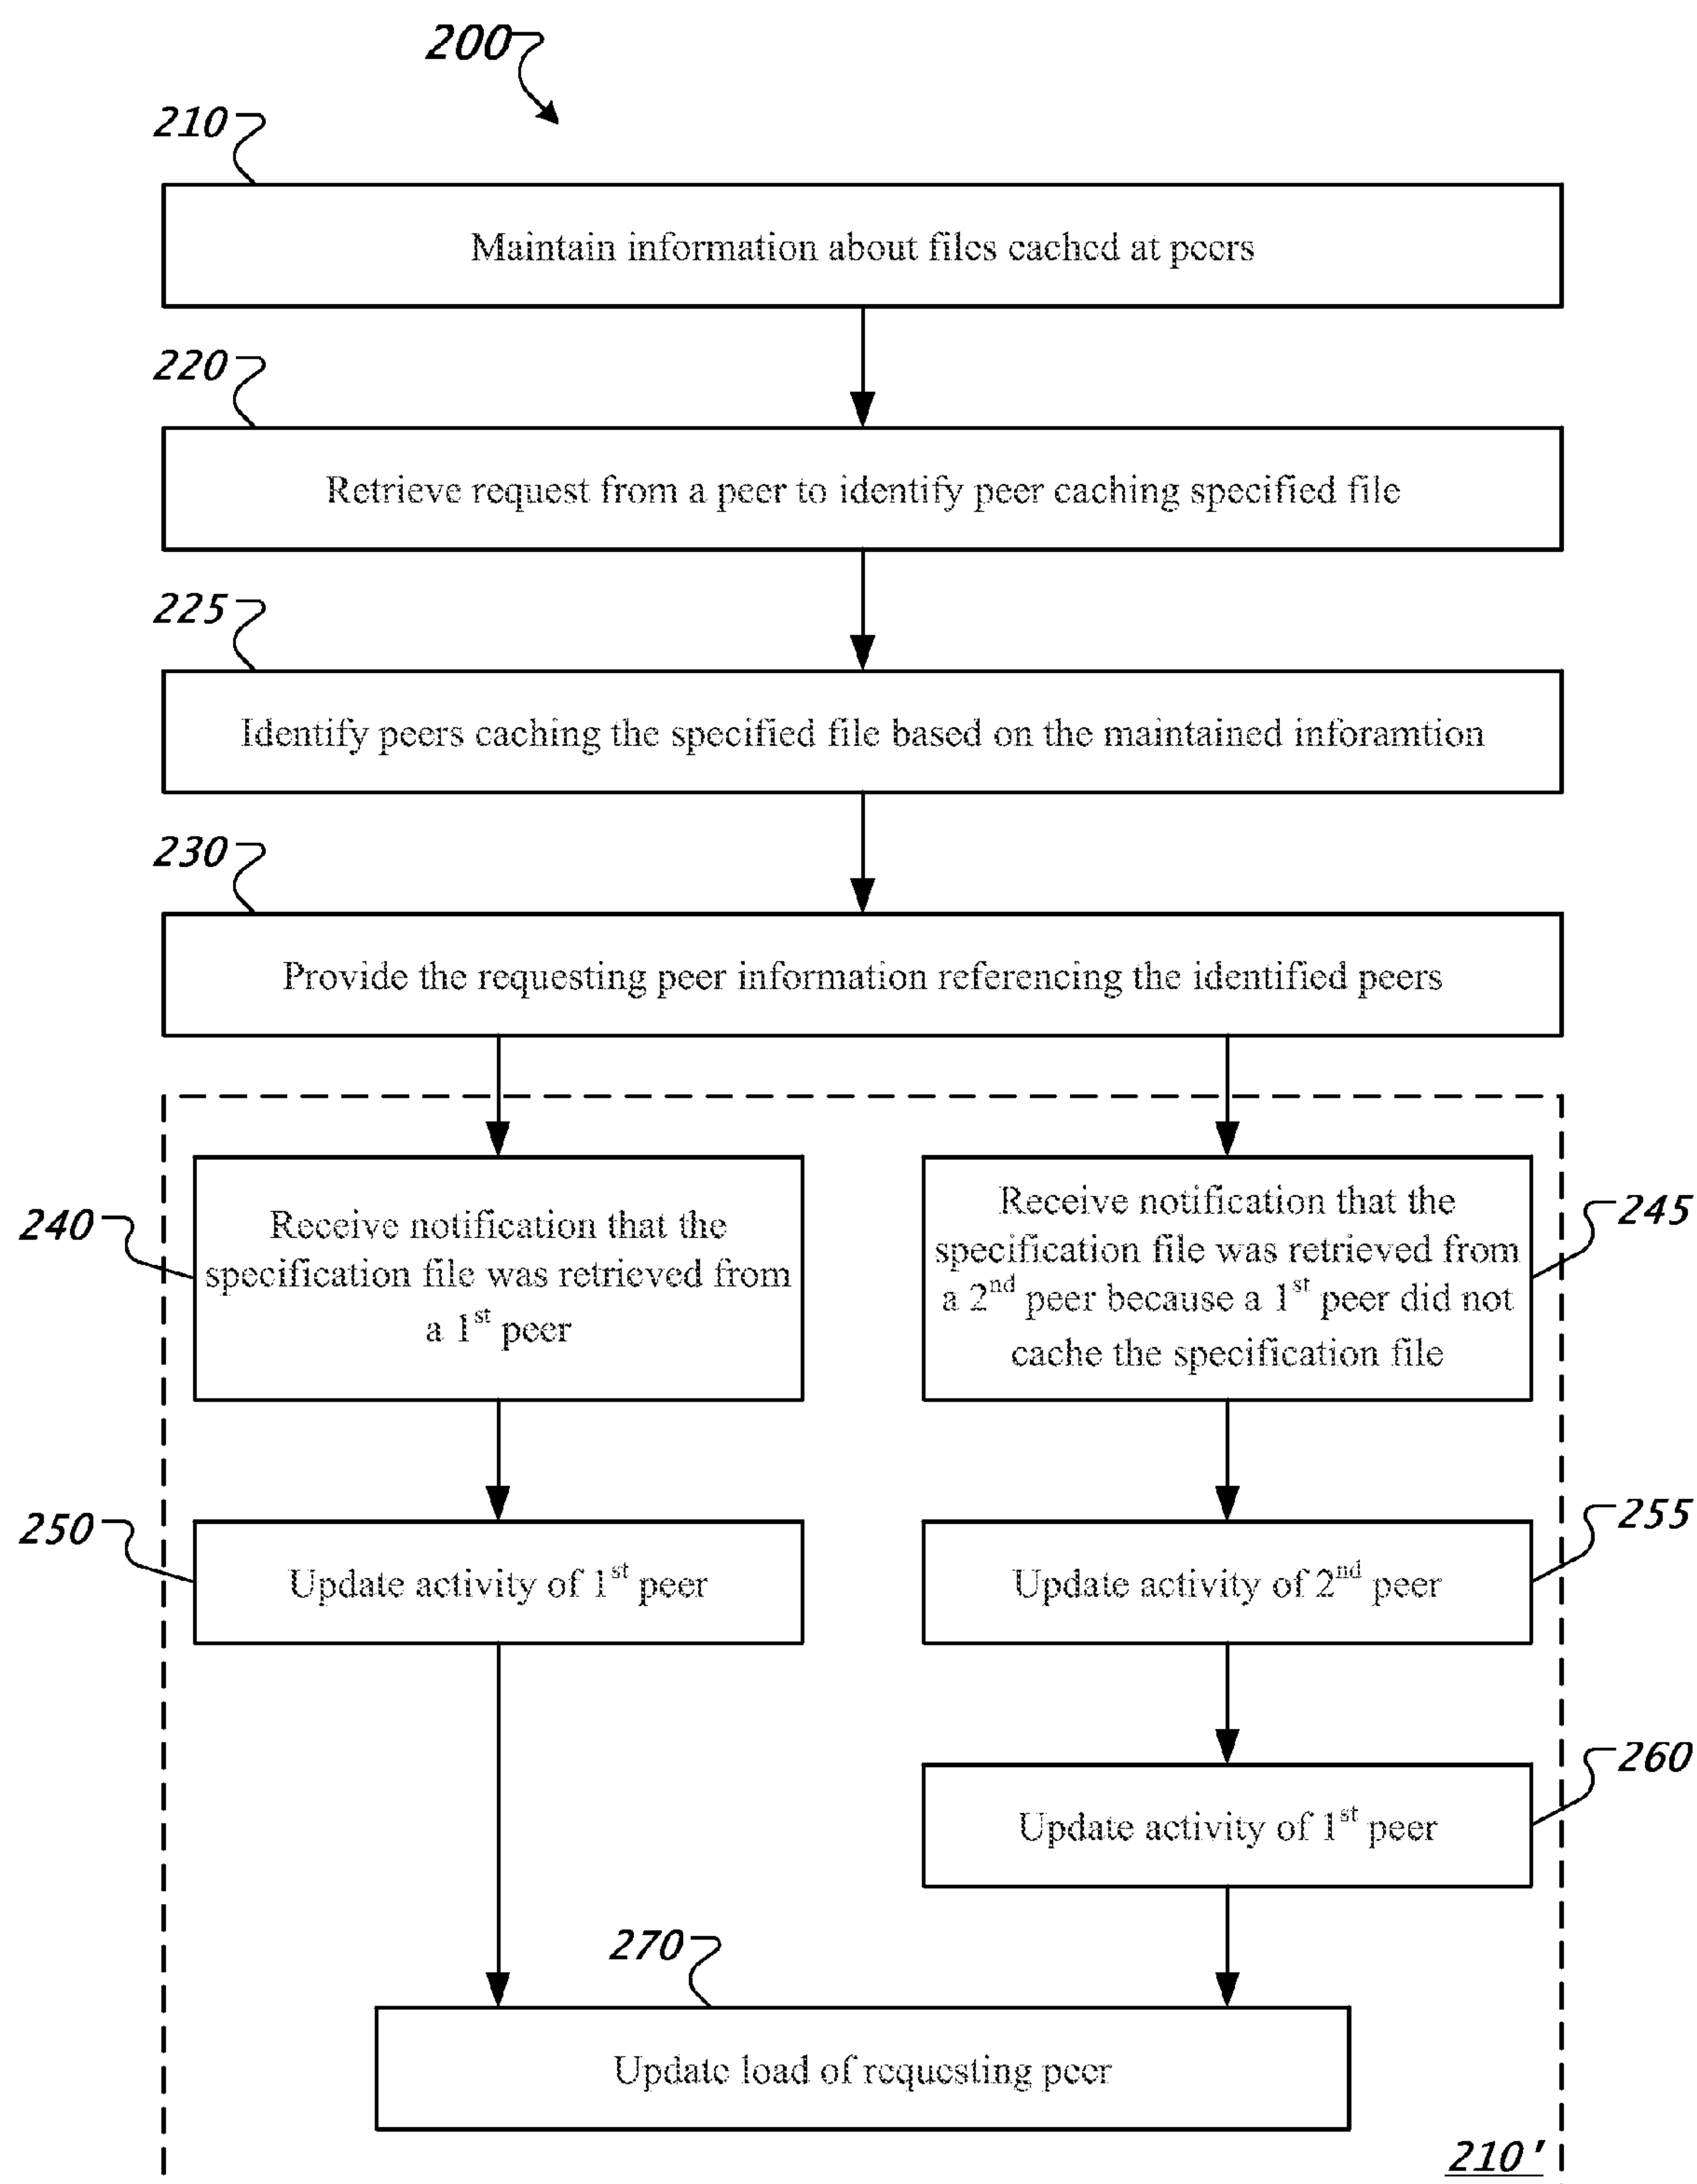 200
210
Maintain information about files cached at peers
220
Retrieve request from a peer to identify peer caching specified file
225
Identify peers caching the specified file based on the maintained inforamtion
230
Provide the requesting peer information referencing the identified peers
240
Receive notification that the
specification file was retrieved from
a 1st peer
245
Receive notification that the
specification file was retrieved from
a 2nd peer because a 1st peer did not
cache the specification file
250
Update activity of 1st peer
255
Update activity of 2nd peer
260
Update activity of 1st peer
270
Update load of requesting peer
210'